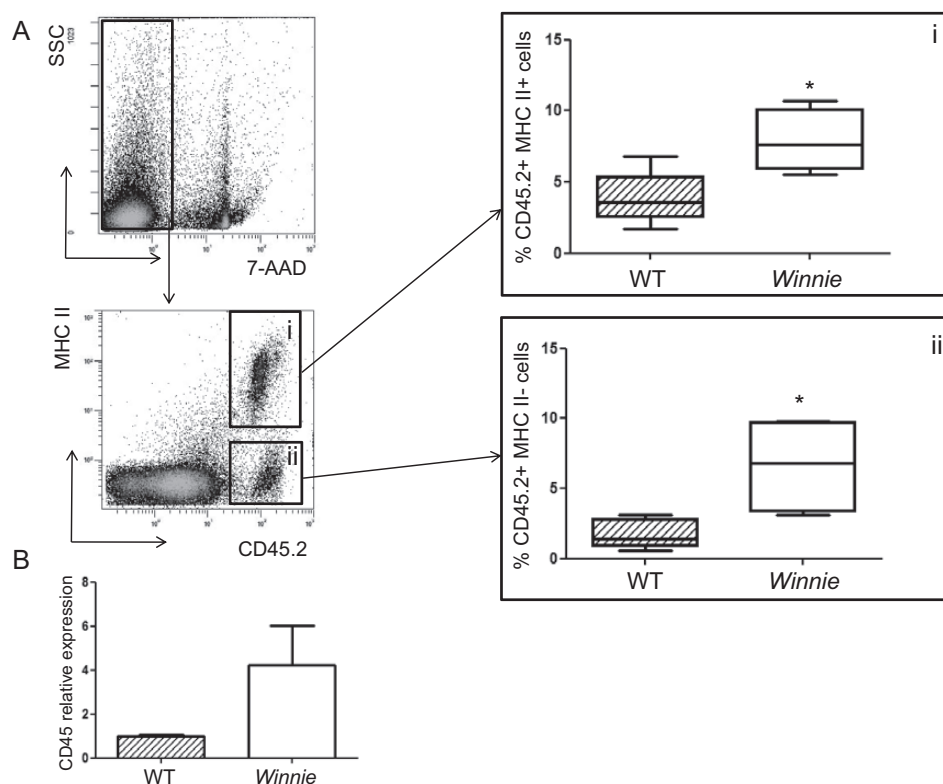 A
SSC
1023
0
7-AAD
MHC II
i
ii
CD45.2
i
% CD45.2+ MHC II+ cells
15
10
5
0
*
WT
Winnie
ii
% CD45.2+ MHC II- cells
15
10
5
0
*
WT
Winnie
B
CD45 relative expression
8
6
4
2
0
WT
Winnie